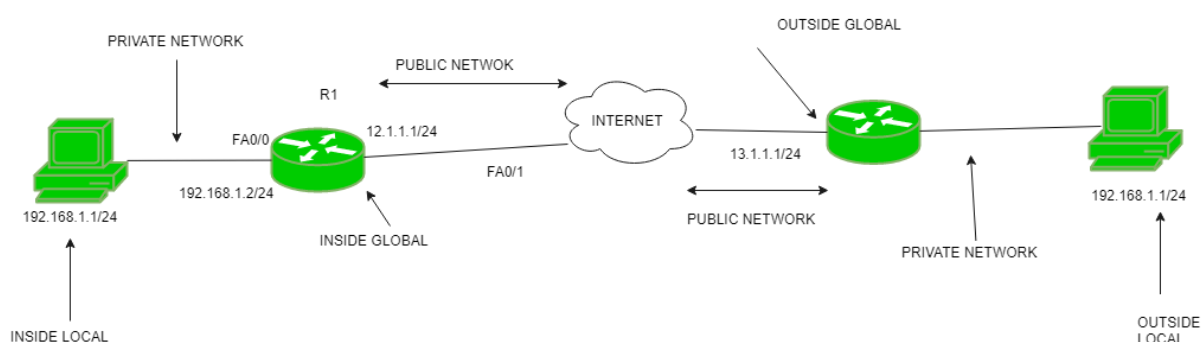 OUTSIDE GLOBAL
PRIVATE NETWORK
PUBLIC NETWOK
R1
INTERNET
12.1.1.1/24
FA0/0
13.1.1.1/24
FA0/1
192.168.1.2/24
192.168.1.1/24
192.168.1.1/24
PUBLIC NETWORK
INSIDE GLOBAL
PRIVATE NETWORK
INSIDE LOCAL
OUTSIDE
LOCAL